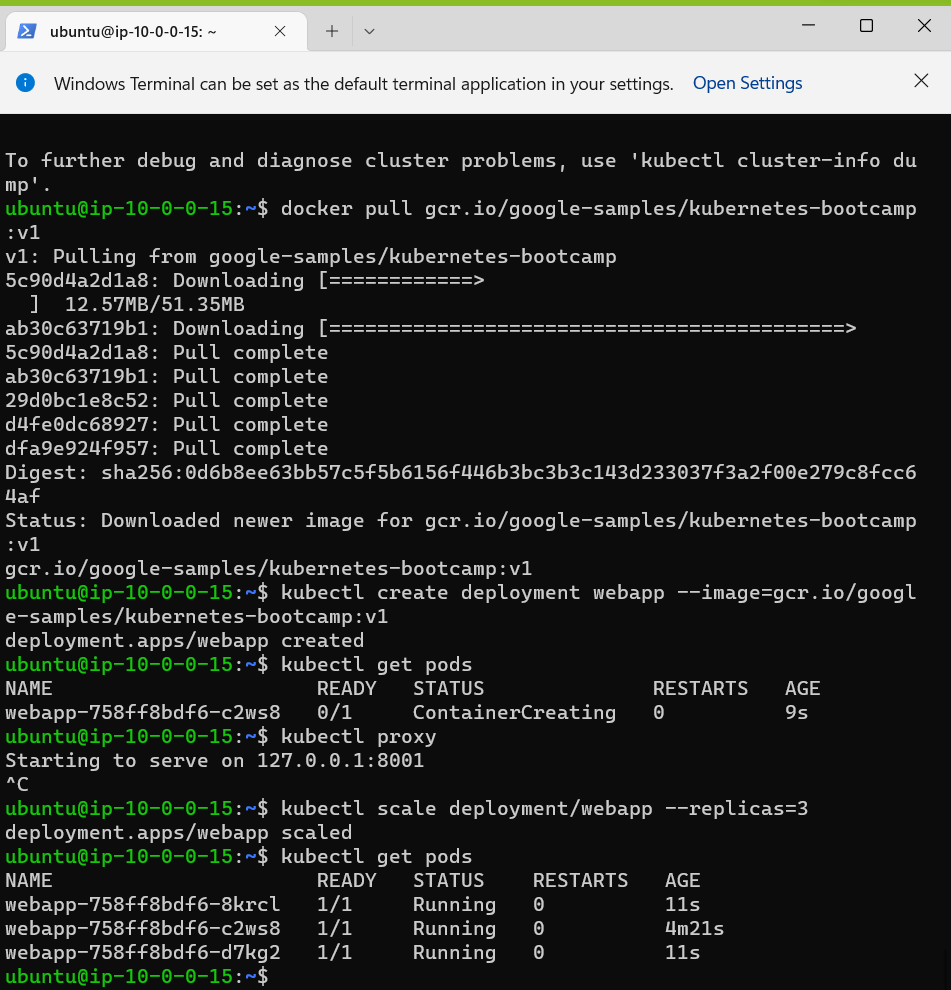 ubuntu@ip-10-0-0-15: ~
Windows Terminal can be set as the default terminal application in your settings. Open Settings
To further debug and diagnose cluster problems, use 'kubectl cluster-info du
mp'.
ubuntu@ip-10-0-0-15:~$ docker pull gcr.io/google-samples/kubernetes-bootcamp
:v1
v1: Pulling from google-samples/kubernetes-bootcamp
5c90d4a2d1a8: Downloading [============>
  ]  12.57MB/51.35MB
ab30c63719b1: Downloading [===========================================>
5c90d4a2d1a8: Pull complete
ab30c63719b1: Pull complete
29d0bc1e8c52: Pull complete
d4fe0dc68927: Pull complete
dfa9e924f957: Pull complete
Digest: sha256:0d6b8ee63bb57c5f5b6156f446b3bc3b3c143d233037f3a2f00e279c8fcc6
4af
Status: Downloaded newer image for gcr.io/google-samples/kubernetes-bootcamp
:v1
gcr.io/google-samples/kubernetes-bootcamp:v1
ubuntu@ip-10-0-0-15:~$ kubectl create deployment webapp --image=gcr.io/googl
e-samples/kubernetes-bootcamp:v1
deployment.apps/webapp created
ubuntu@ip-10-0-0-15:~$ kubectl get pods
NAME                      READY   STATUS              RESTARTS   AGE
webapp-758ff8bdf6-c2ws8   0/1     ContainerCreating   0          9s
ubuntu@ip-10-0-0-15:~$ kubectl proxy
Starting to serve on 127.0.0.1:8001
^C
ubuntu@ip-10-0-0-15:~$ kubectl scale deployment/webapp --replicas=3
deployment.apps/webapp scaled
ubuntu@ip-10-0-0-15:~$ kubectl get pods
NAME                      READY   STATUS    RESTARTS   AGE
webapp-758ff8bdf6-8krcl   1/1     Running   0          11s
webapp-758ff8bdf6-c2ws8   1/1     Running   0          4m21s
webapp-758ff8bdf6-d7kg2   1/1     Running   0          11s
ubuntu@ip-10-0-0-15:~$